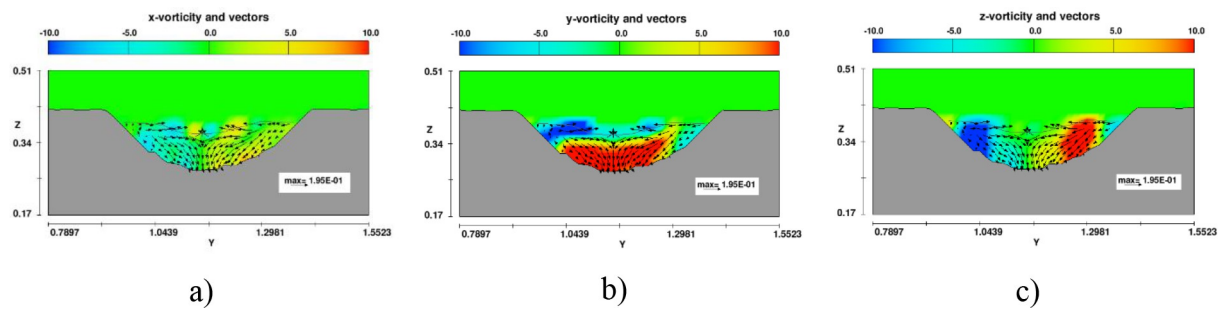 x-vorticity and vectors
-10.0 -5.0 0.0 5.0 10.0
0.51
Z
0.34
0.17
max= 1.95E-01
0.7897 1.0439 1.2981 1.5523
Y
a)
y-vorticity and vectors
-10.0 -5.0 0.0 5.0 10.0
0.51
Z
0.34
0.17
max= 1.95E-01
0.7897 1.0439 1.2981 1.5523
Y
b)
z-vorticity and vectors
-10.0 -5.0 0.0 5.0 10.0
0.51
Z
0.34
0.17
max= 1.95E-01
0.7897 1.0439 1.2981 1.5523
Y
c)